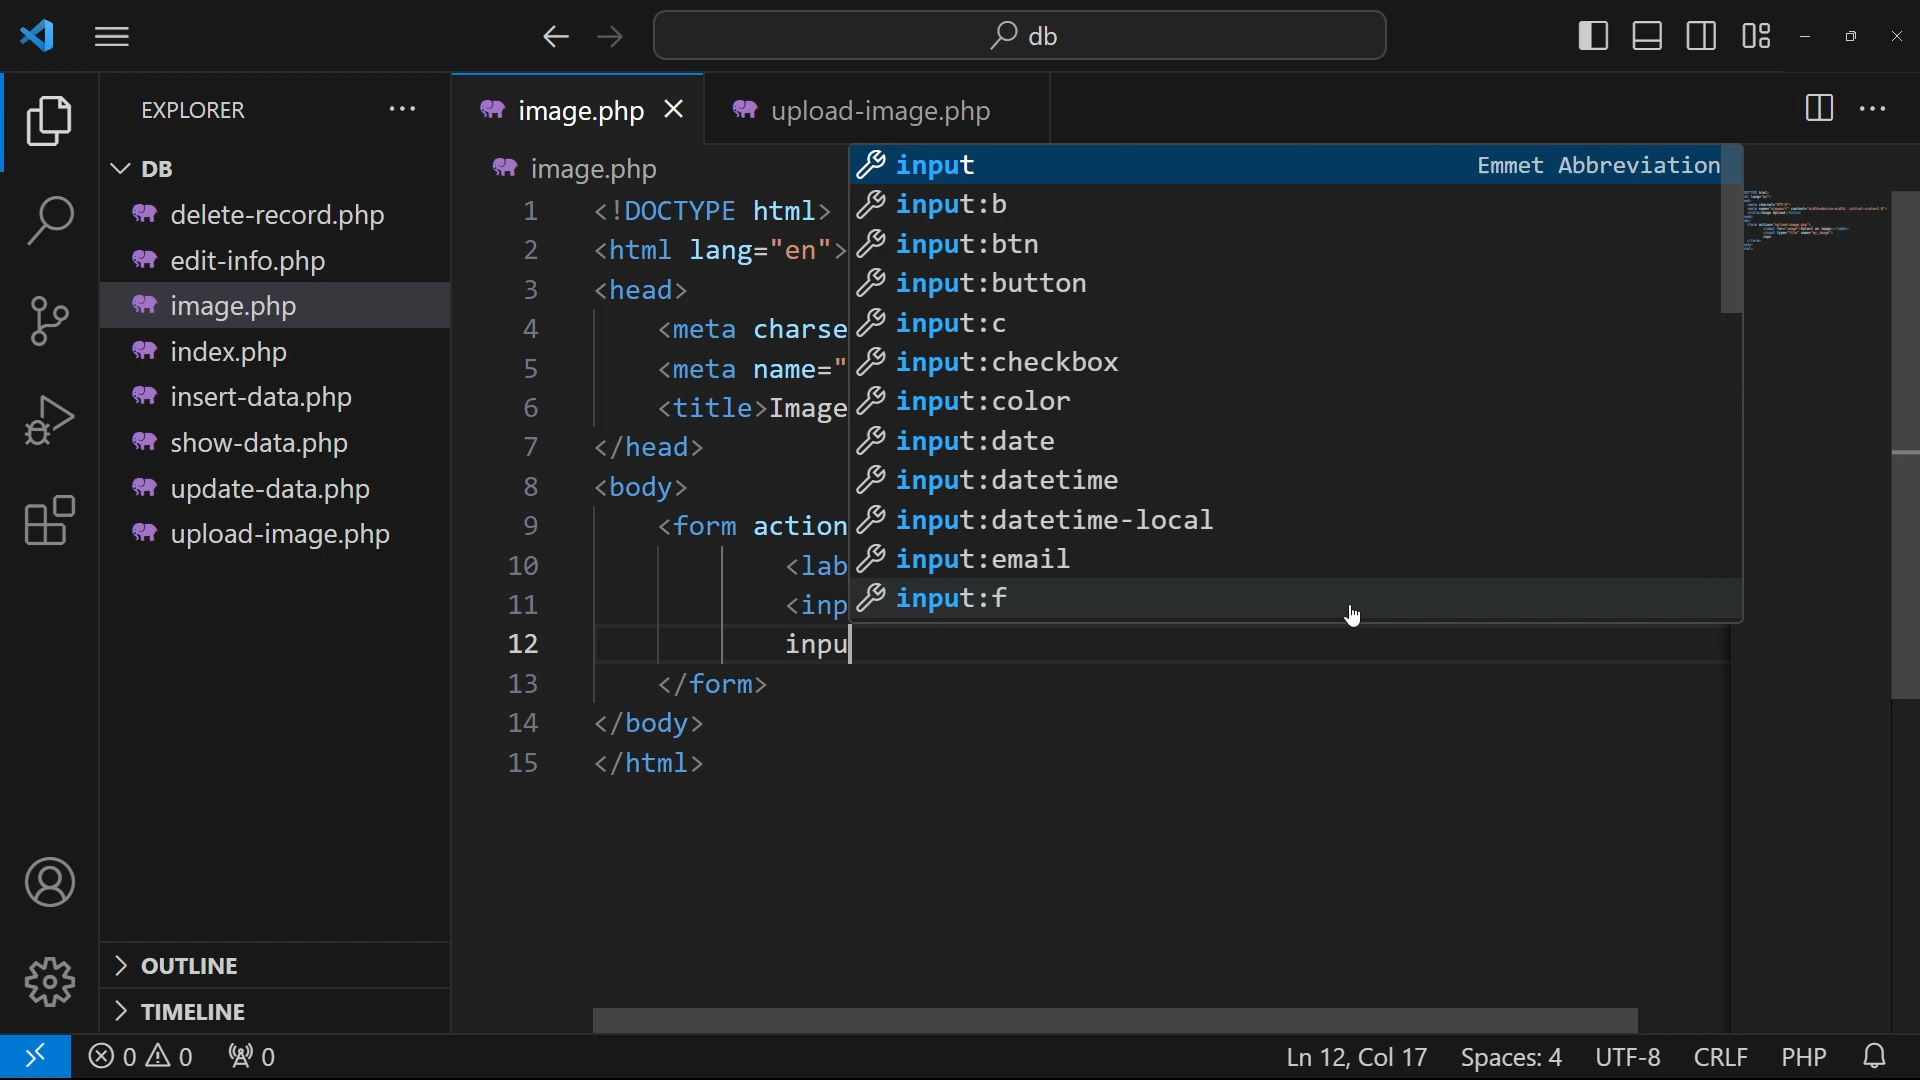 db
EXPLORER
DB
delete-record.php
edit-info.php
image.php
index.php
insert-data.php
show-data.php
update-data.php
upload-image.php
OUTLINE
TIMELINE
image.php
upload-image.php
image.php
1 <!DOCTYPE html>
2 <html lang="en">
3 <head>
4 <meta charse
5 <meta name="
6 <title>Image
7 </head>
8 <body>
9 <form action
10 <lab
11 <inp
12 inpu
13 </form>
14 </body>
15 </html>
input Emmet Abbreviation
input:b
input:btn
input:button
input:c
input:checkbox
input:color
input:date
input:datetime
input:datetime-local
input:email
input:f
0 0 0 Ln 12, Col 17 Spaces: 4 UTF-8 CRLF PHP